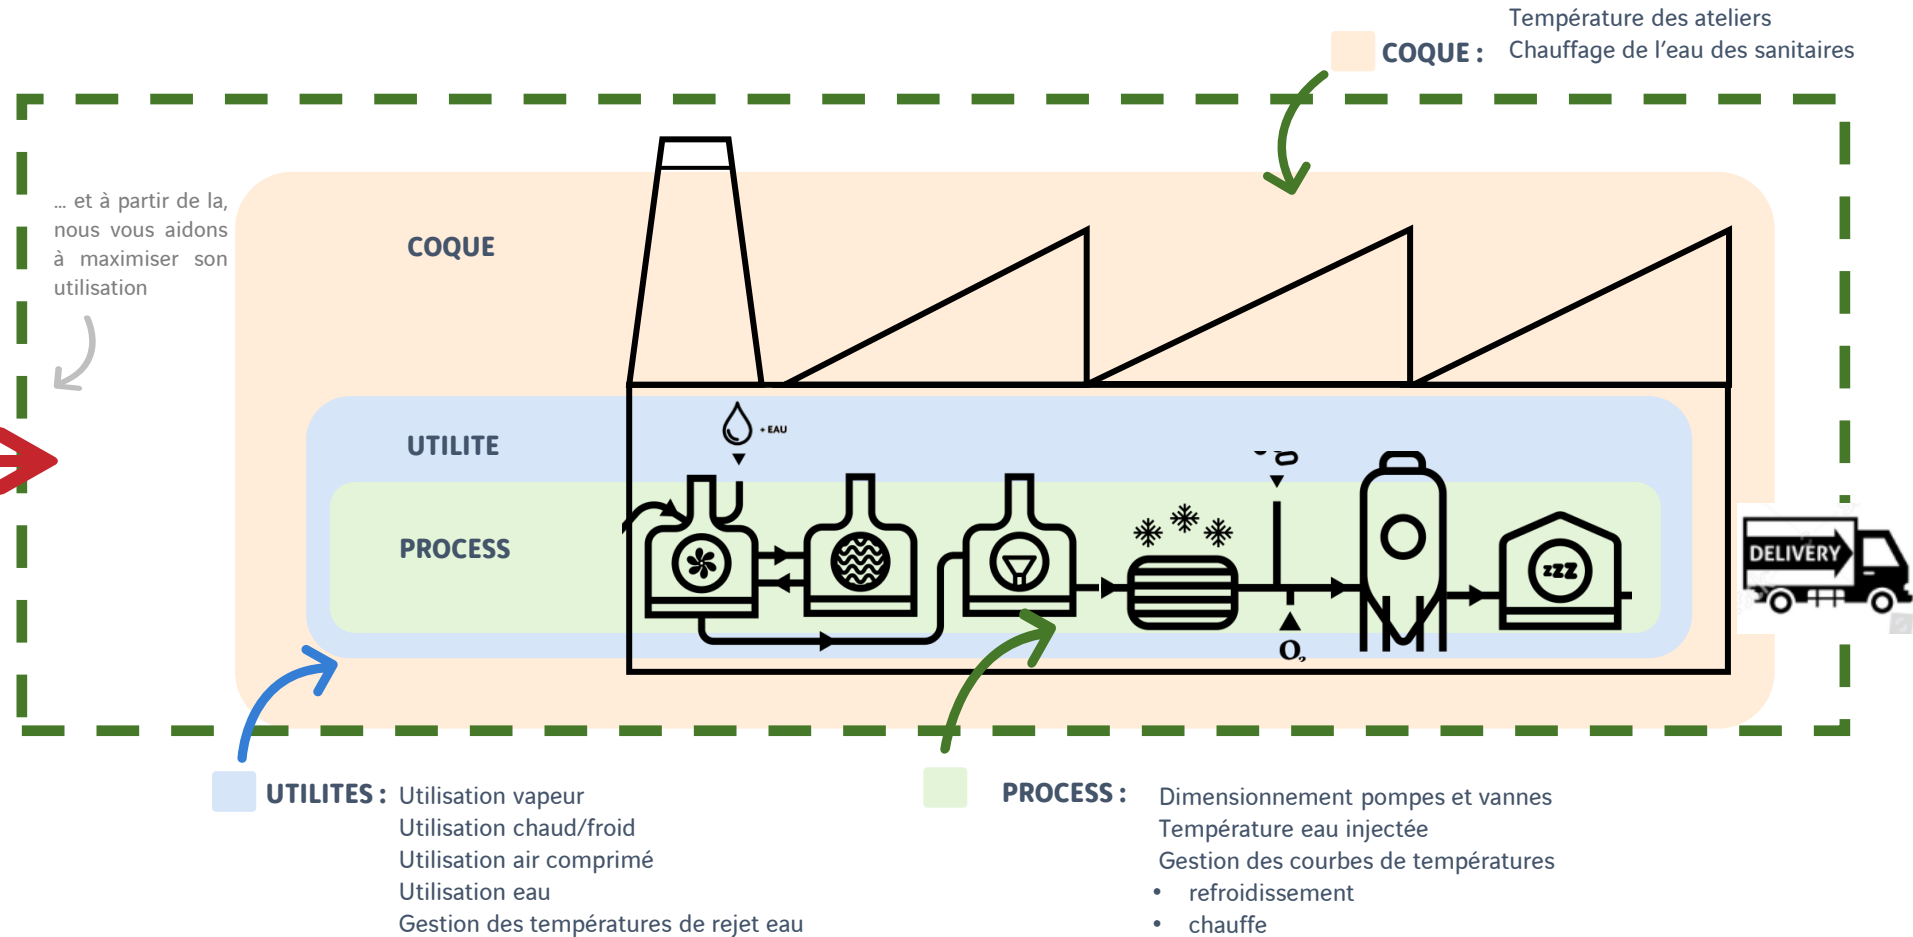 Température des ateliers
COQUE : Chauffage de l'eau des sanitaires
... et à partir de la,
nous vous aidons
à maximiser son
utilisation
COQUE
UTILITE
+ EAU
PROCESS
zzz
DELIVERY
O₂
UTILITES : Utilisation vapeur
Utilisation chaud/froid
Utilisation air comprimé
Utilisation eau
Gestion des températures de rejet eau
PROCESS : Dimensionnement pompes et vannes
Température eau injectée
Gestion des courbes de températures
• refroidissement
• chauffe